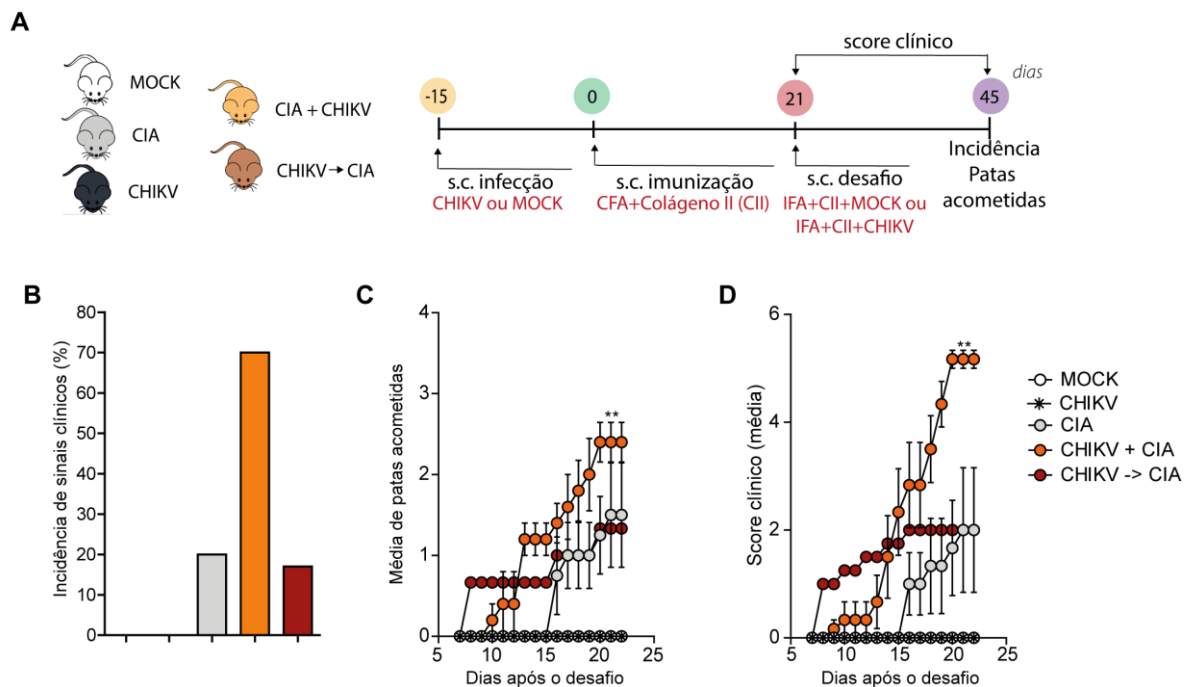 A
MOCK
CIA
CHIKV
CIA + CHIKV
CHIKV → CIA
score clínico
dias
-15
0
21
45
s.c. infecção
CHIKV ou MOCK
s.c. imunização
CFA+Colágeno II (CII)
s.c. desafio
IFA+CII+MOCK ou
IFA+CII+CHIKV
Incidência
Patas
acometidas
B
Incidência de sinais clínicos (%)
80
70
60
50
40
30
20
10
0
C
Média de patas acometidas
4
3
2
1
0
**
5
10
15
20
25
Dias após o desafio
D
Score clínico (média)
6
4
2
0
**
5
10
15
20
25
Dias após o desafio
MOCK
CHIKV
CIA
CHIKV + CIA
CHIKV -> CIA